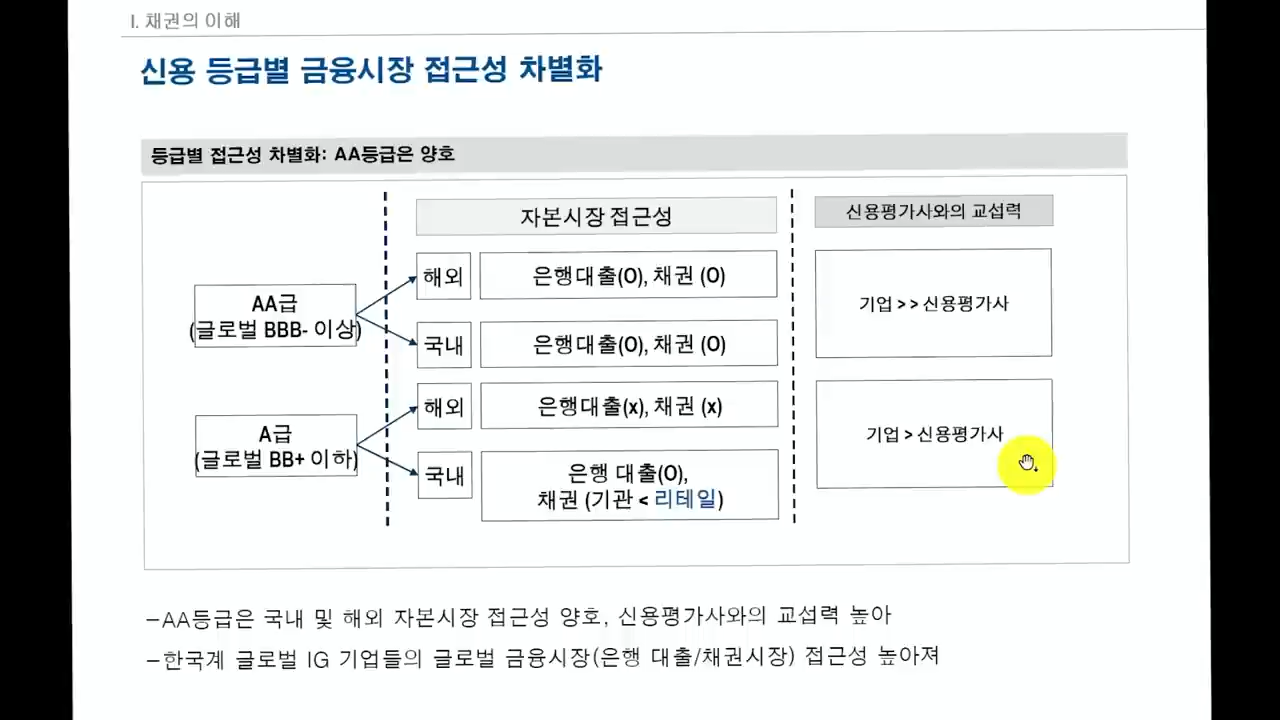 I. 채권의 이해
신용 등급별 금융시장 접근성 차별화
등급별 접근성 차별화: AA등급은 양호
자본시장 접근성
신용평가사와의 교섭력
AA급
(글로벌 BBB- 이상)
해외
은행대출(O), 채권 (O)
국내
은행대출(O), 채권 (O)
기업 >> 신용평가사
A급
(글로벌 BB+ 이하)
해외
은행대출(x), 채권 (x)
국내
은행 대출(O),
채권 (기관 < 리테일)
기업 > 신용평가사
-AA등급은 국내 및 해외 자본시장 접근성 양호, 신용평가사와의 교섭력 높아
-한국계 글로벌 IG 기업들의 글로벌 금융시장(은행 대출/채권시장) 접근성 높아져